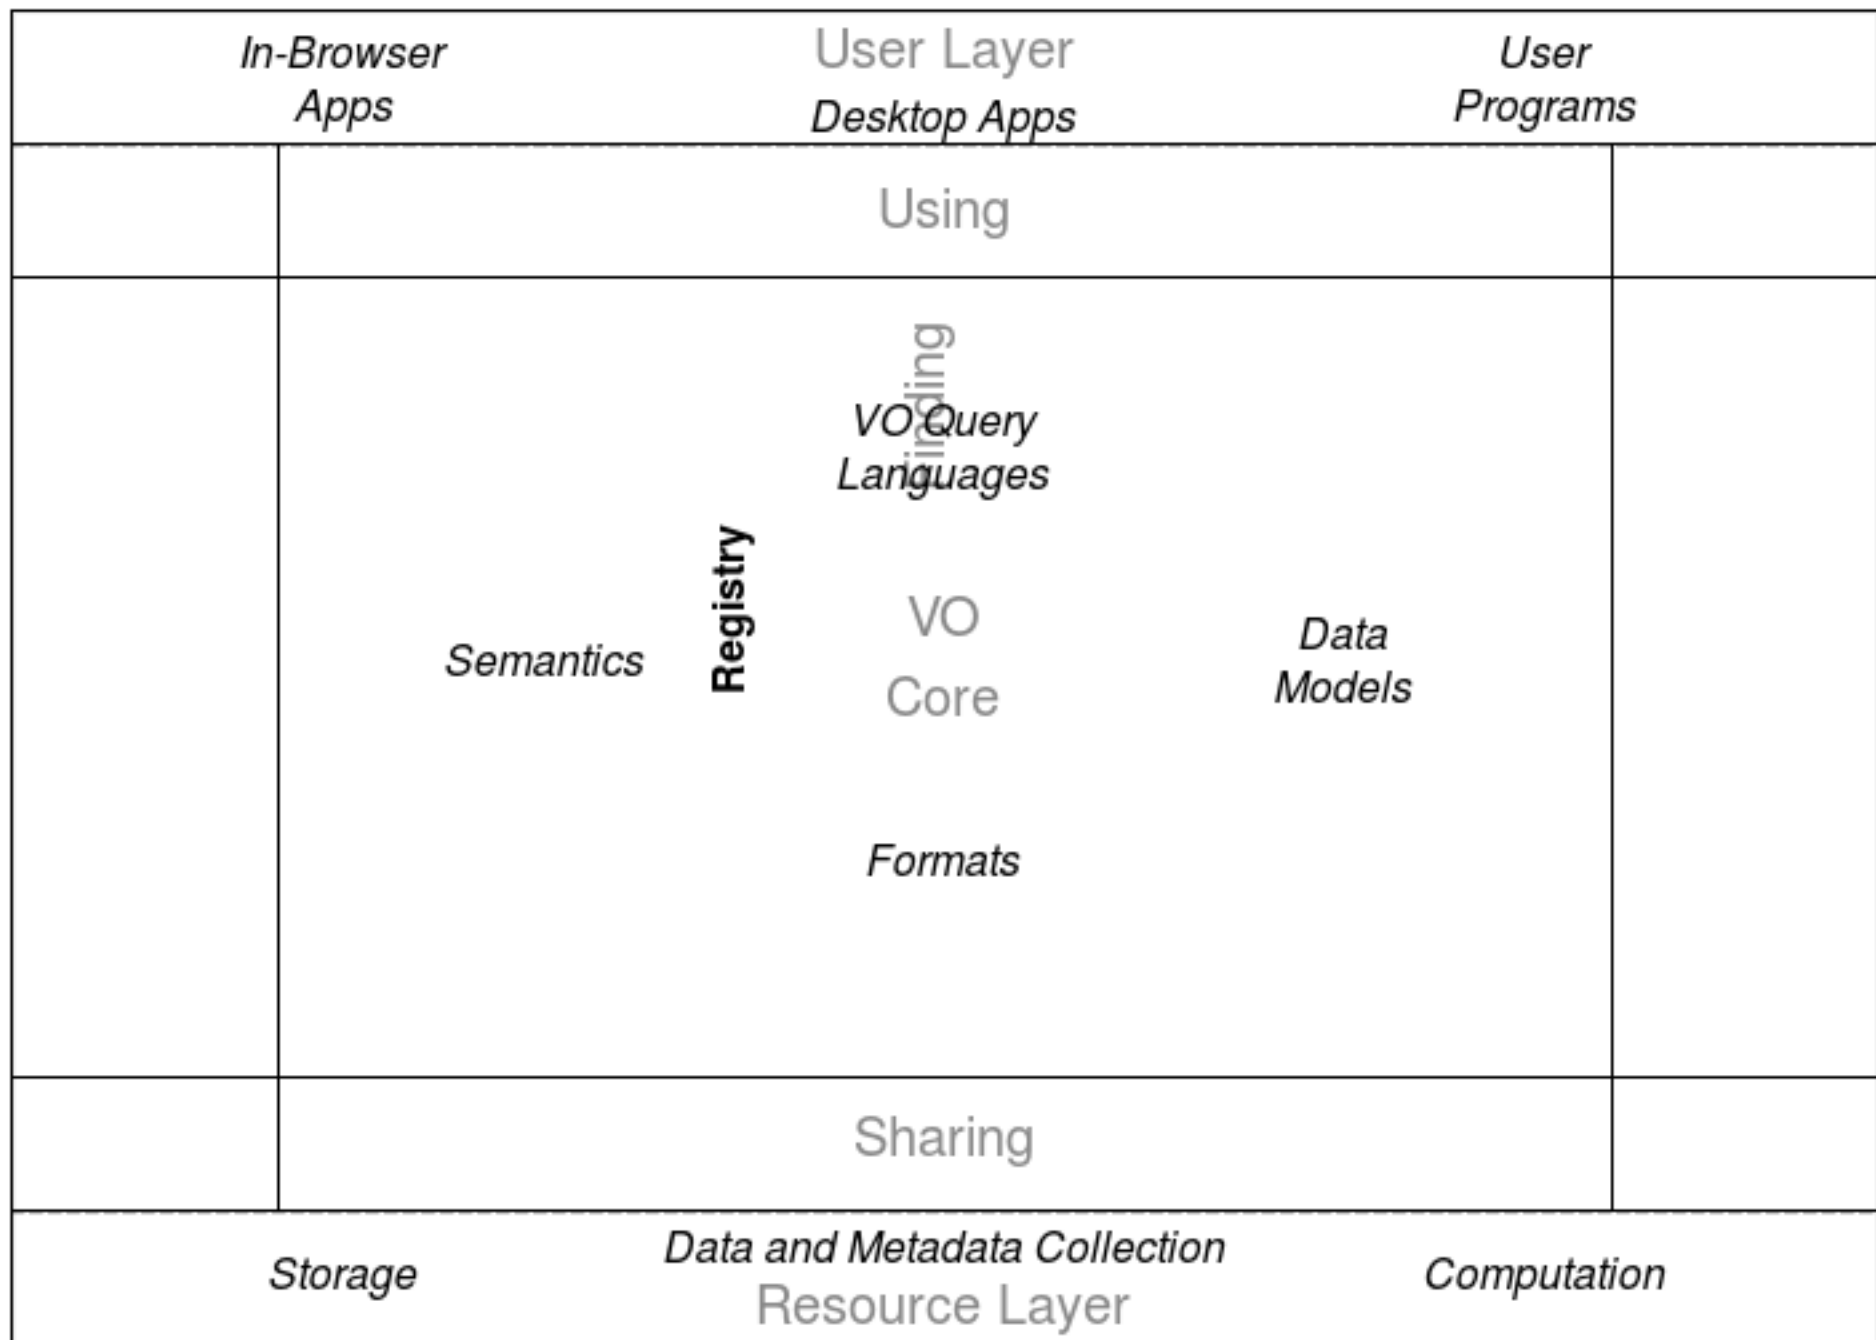 In-Browser
Apps
User Layer
Desktop Apps
User
Programs
Using
Finding
VO Query
Languages
Registry
Semantics
VO
Core
Data
Models
Formats
Sharing
Storage
Data and Metadata Collection
Resource Layer
Computation